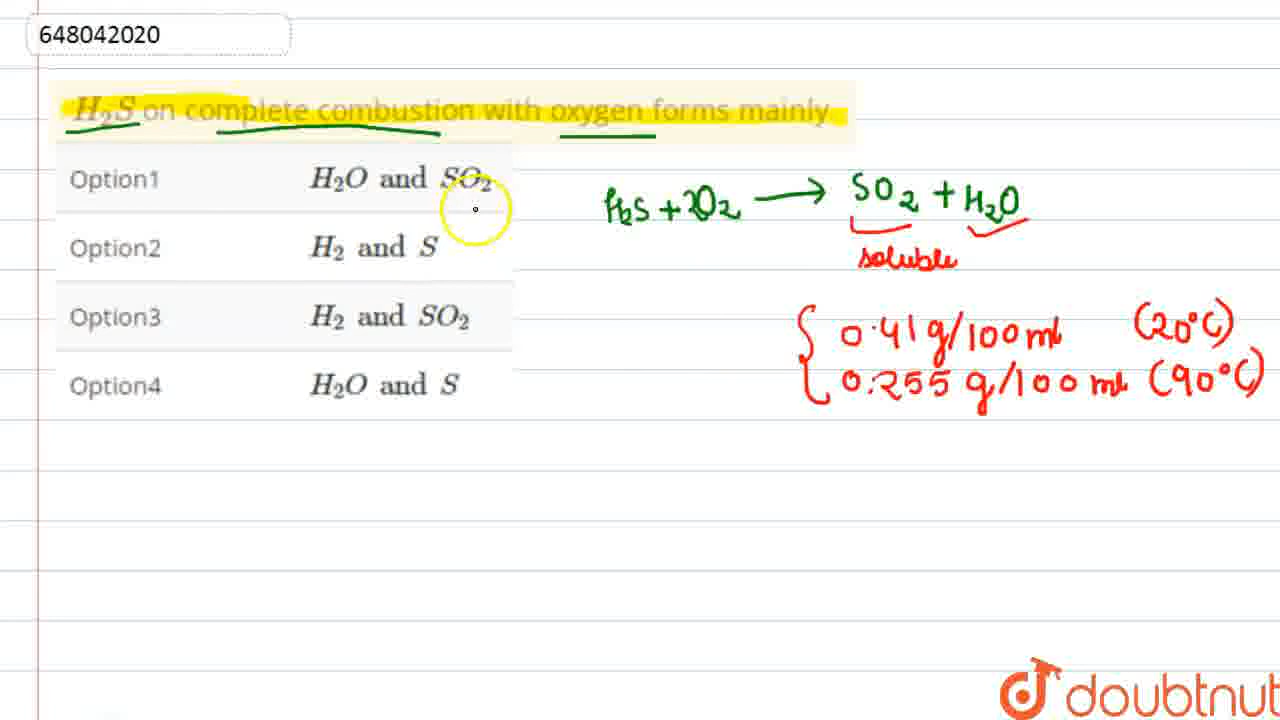 648042020
H₂S on complete combustion with oxygen forms mainly
Option1 H₂O and SO₂
Option2 H₂ and S
Option3 H₂ and SO₂
Option4 H₂O and S
H₂S + 2O₂ → SO₂ + H₂O
soluble
{ 0.41 g/100 ml (20°C)
0.255 g/100 ml (90°C)
doubtnut